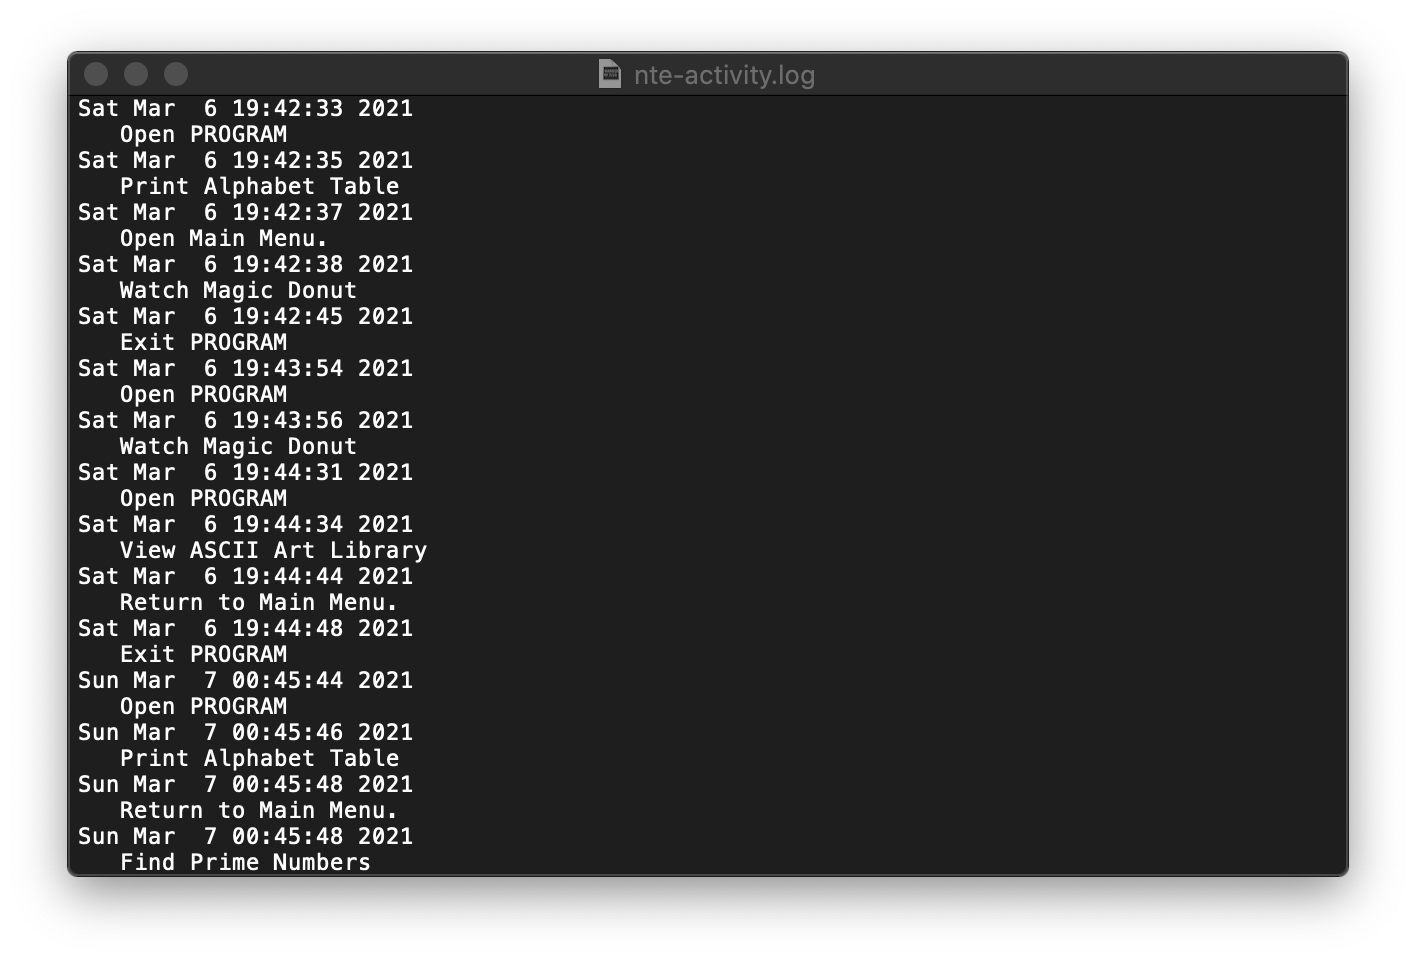 nte-activity.log
Sat Mar  6 19:42:33 2021
   Open PROGRAM
Sat Mar  6 19:42:35 2021
   Print Alphabet Table
Sat Mar  6 19:42:37 2021
   Open Main Menu.
Sat Mar  6 19:42:38 2021
   Watch Magic Donut
Sat Mar  6 19:42:45 2021
   Exit PROGRAM
Sat Mar  6 19:43:54 2021
   Open PROGRAM
Sat Mar  6 19:43:56 2021
   Watch Magic Donut
Sat Mar  6 19:44:31 2021
   Open PROGRAM
Sat Mar  6 19:44:34 2021
   View ASCII Art Library
Sat Mar  6 19:44:44 2021
   Return to Main Menu.
Sat Mar  6 19:44:48 2021
   Exit PROGRAM
Sun Mar  7 00:45:44 2021
   Open PROGRAM
Sun Mar  7 00:45:46 2021
   Print Alphabet Table
Sun Mar  7 00:45:48 2021
   Return to Main Menu.
Sun Mar  7 00:45:48 2021
   Find Prime Numbers